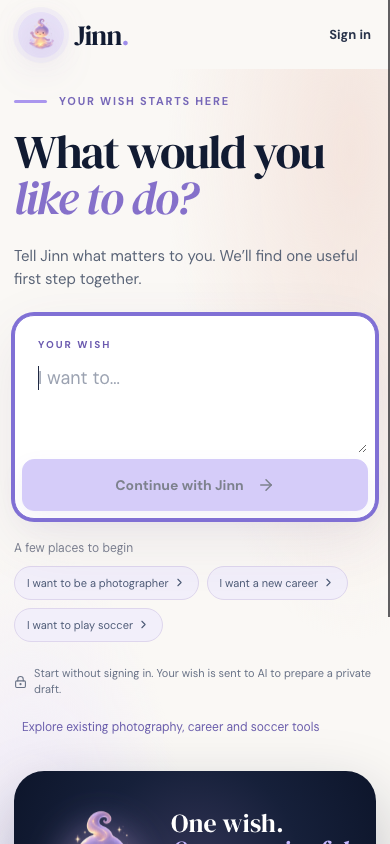 Jinn.
Sign in
YOUR WISH STARTS HERE
What would you
like to do?
Tell Jinn what matters to you. We’ll find one useful
first step together.
YOUR WISH
I want to...
Continue with Jinn
A few places to begin
I want to be a photographer
I want a new career
I want to play soccer
Start without signing in. Your wish is sent to AI to prepare a private
draft.
Explore existing photography, career and soccer tools
One wish.